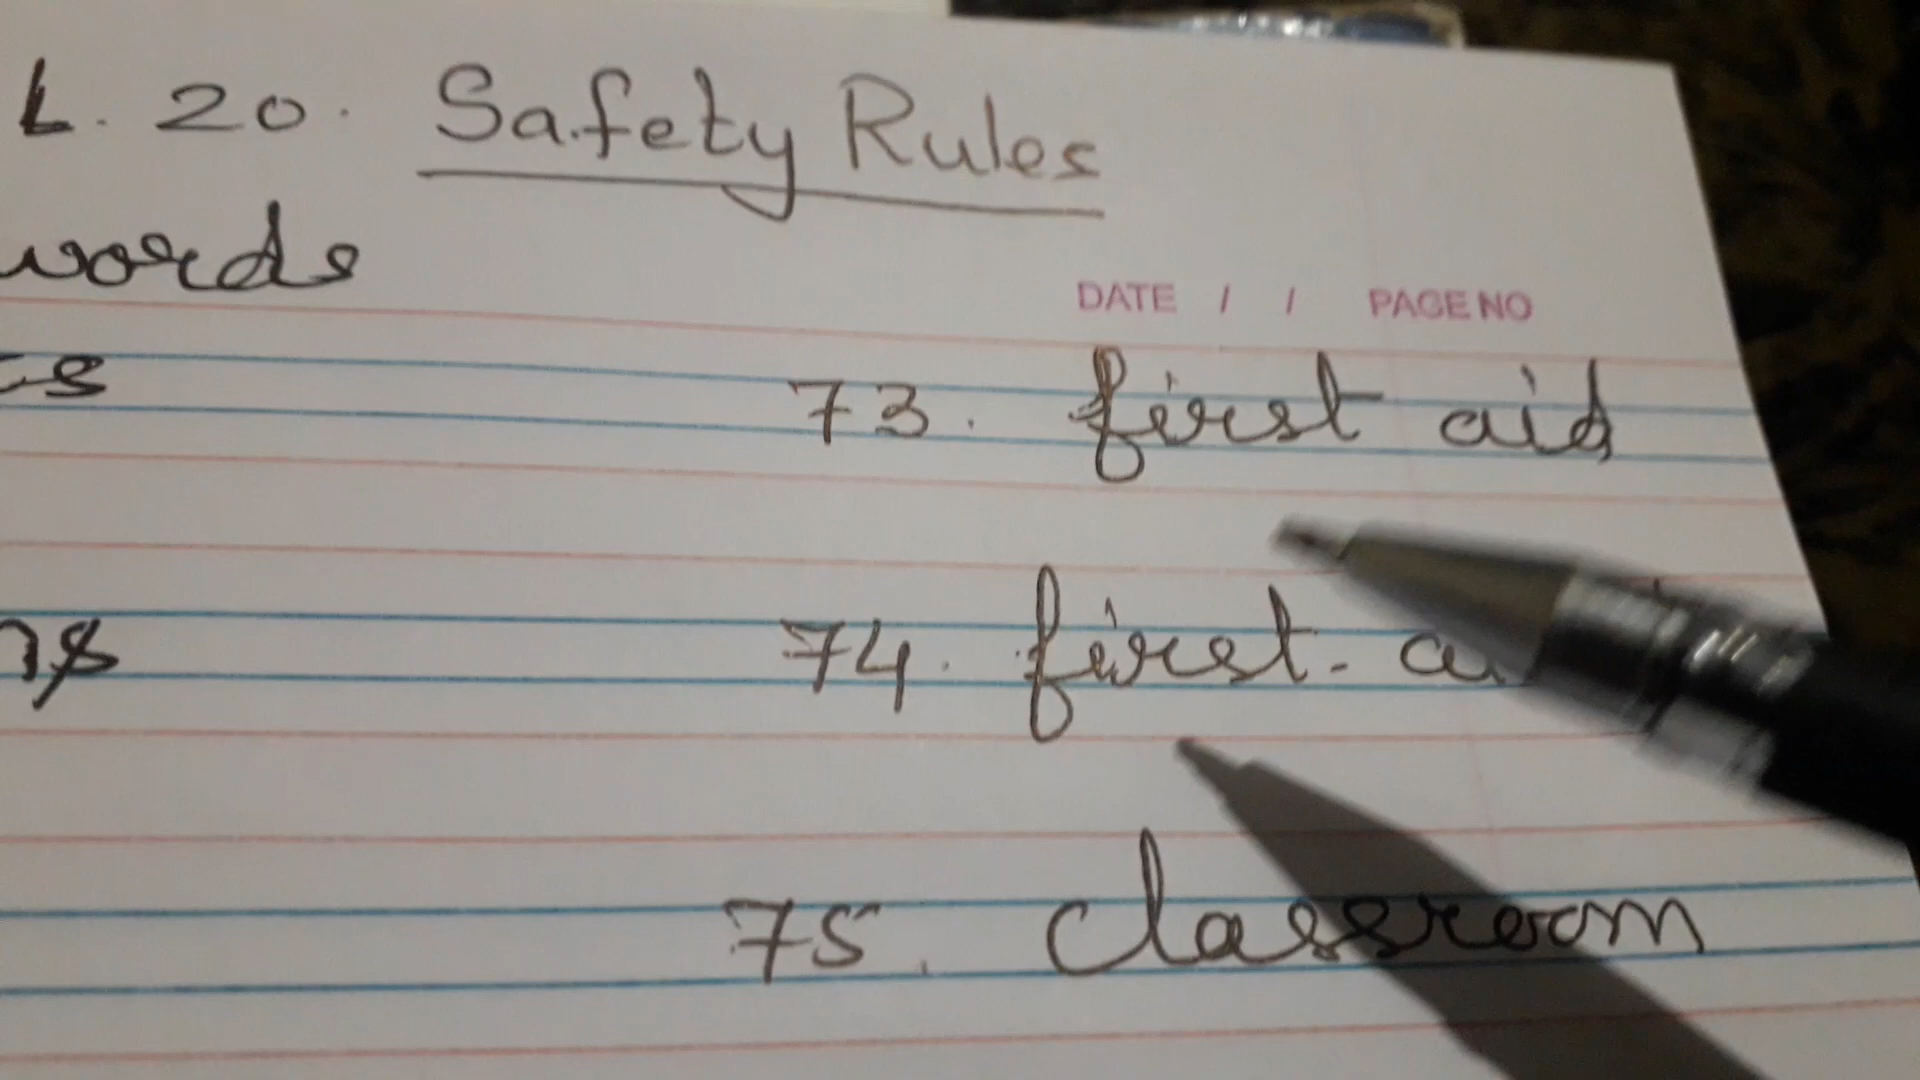 L. 20. Safety Rules
words
DATE / / PAGE NO
73. first aid
74. first-
75. classroom